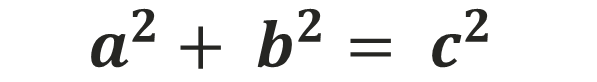 a² + b² = c²